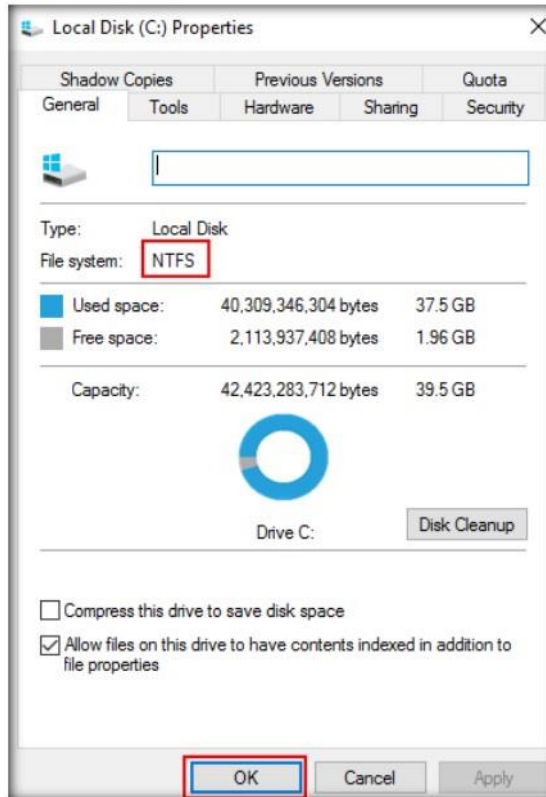 Local Disk (C:) Properties
Shadow Copies Previous Versions Quota
General Tools Hardware Sharing Security
Type: Local Disk
File system: NTFS
Used space: 40,309,346,304 bytes 37.5 GB
Free space: 2,113,937,408 bytes 1.96 GB
Capacity: 42,423,283,712 bytes 39.5 GB
Drive C: Disk Cleanup
Compress this drive to save disk space
Allow files on this drive to have contents indexed in addition to
file properties
OK Cancel Apply